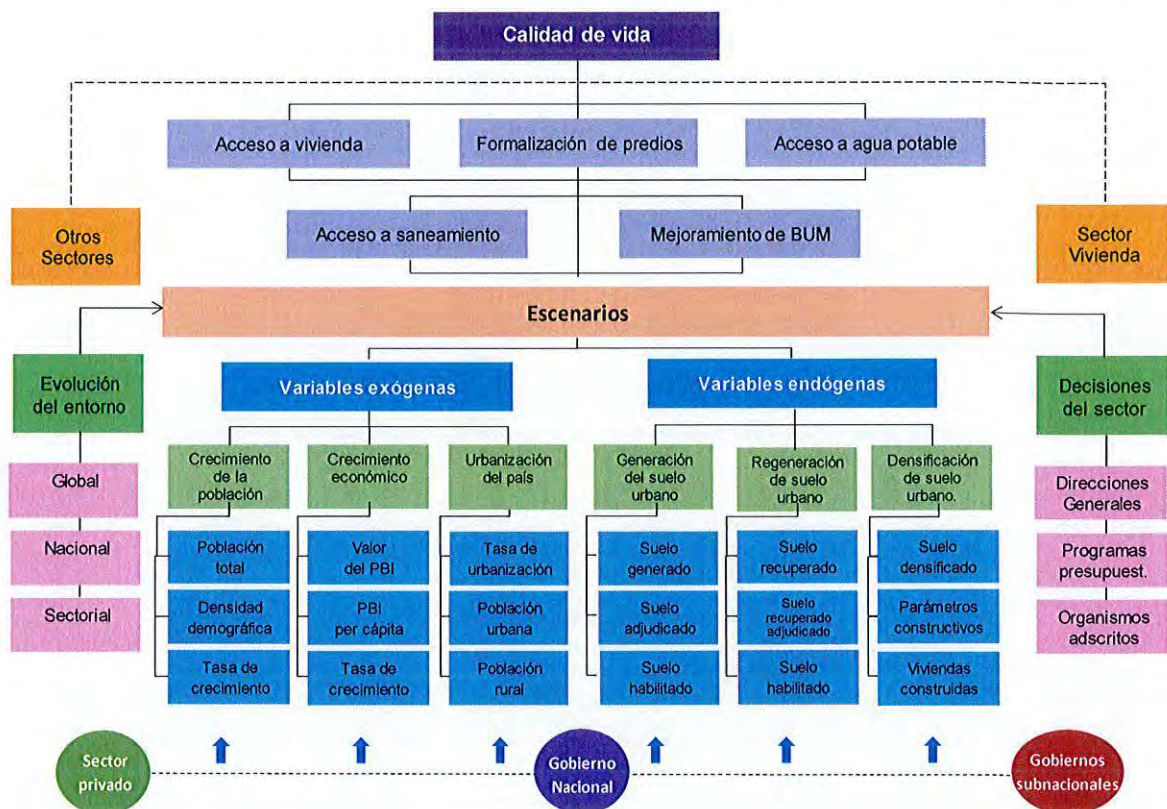 Calidad de vida
Acceso a vivienda
Formalización de predios
Acceso a agua potable
Otros
Sectores
Acceso a saneamiento
Mejoramiento de BUM
Sector
Vivienda
Escenarios
Evolución
del entorno
Variables exógenas
Variables endógenas
Decisiones
del sector
Crecimiento
de la
población
Crecimiento
económico
Urbanización
del país
Generación
del suelo
urbano
Regeneración
de suelo
urbano
Densificación
de suelo
urbano.
Global
Nacional
Sectorial
Direcciones
Generales
Programas
presupuest.
Organismos
adscritos
Población
total
Valor
del PBI
Tasa de
urbanización
Suelo
generado
Suelo
recuperado
Suelo
densificado
Densidad
demográfica
PBI
per cápita
Población
urbana
Suelo
adjudicado
Suelo
recuperado
adjudicado
Parámetros
constructivos
Tasa de
crecimiento
Tasa de
crecimiento
Población
rural
Suelo
habilitado
Suelo
habilitado
Viviendas
construidas
Sector
privado
Gobierno
Nacional
Gobiernos
subnacionales